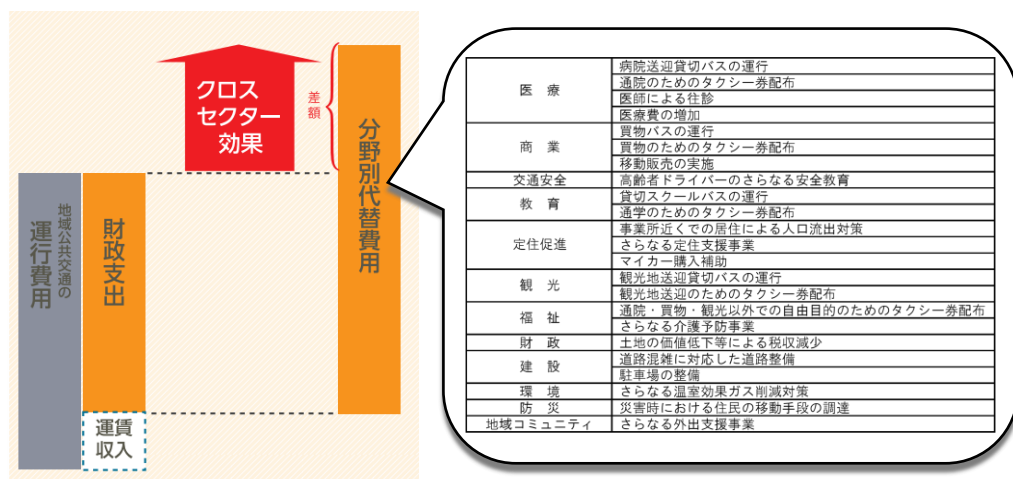 クロス
セクター
効果
差額
分野別代替費用
地域公共交通の
運行費用
財政支出
運賃
収入
医 療
病院送迎貸切バスの運行
通院のためのタクシー券配布
医師による往診
医療費の増加
商 業
買物バスの運行
買物のためのタクシー券配布
移動販売の実施
交通安全
高齢者ドライバーのさらなる安全教育
教 育
貸切スクールバスの運行
通学のためのタクシー券配布
定住促進
事業所近くでの居住による人口流出対策
さらなる定住支援事業
マイカー購入補助
観 光
観光地送迎貸切バスの運行
観光地送迎のためのタクシー券配布
福 祉
通院・買物・観光以外での自由目的のためのタクシー券配布
さらなる介護予防事業
財 政
土地の価値低下等による税収減少
建 設
道路混雑に対応した道路整備
駐車場の整備
環 境
さらなる温室効果ガス削減対策
防 災
災害時における住民の移動手段の調達
地域コミュニティ
さらなる外出支援事業